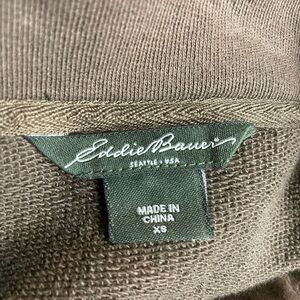 Eddie Bauer
SEATTLE • USA
MADE IN
CHINA
XS